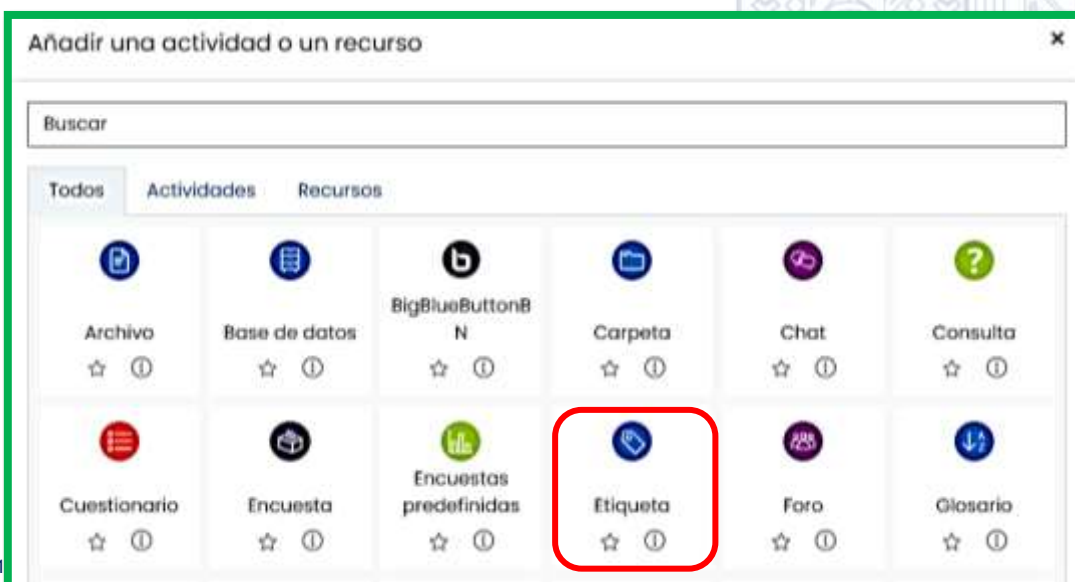 Añadir una actividad o un recurso ×
Buscar
Todos Actividades Recursos
BigBlueButtonB
Archivo Base de datos N Carpeta Chat Consulta
Encuestas
Cuestionario Encuesta predefinidas Etiqueta Foro Glosario